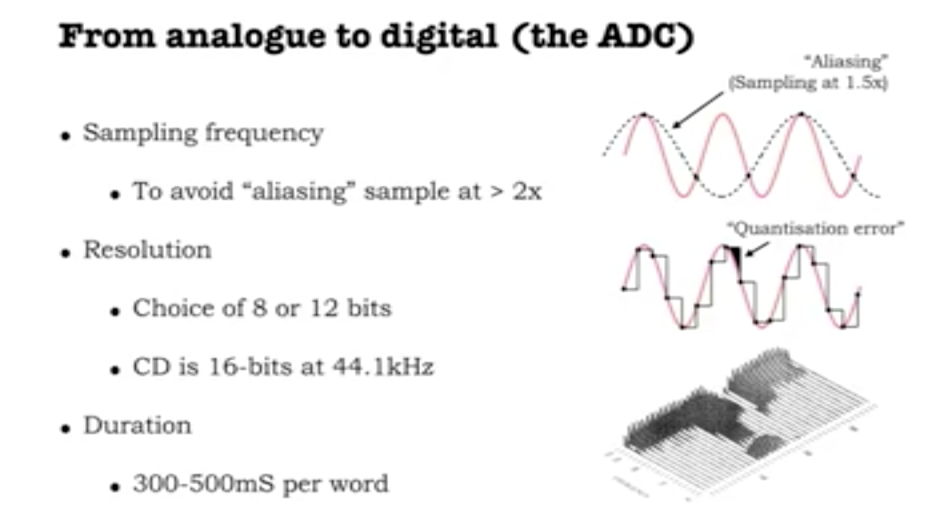 From analogue to digital (the ADC)
"Aliasing"
(Sampling at 1.5x)
• Sampling frequency
• To avoid "aliasing" sample at > 2x
• Resolution
"Quantisation error"
• Choice of 8 or 12 bits
• CD is 16-bits at 44.1kHz
• Duration
• 300-500mS per word